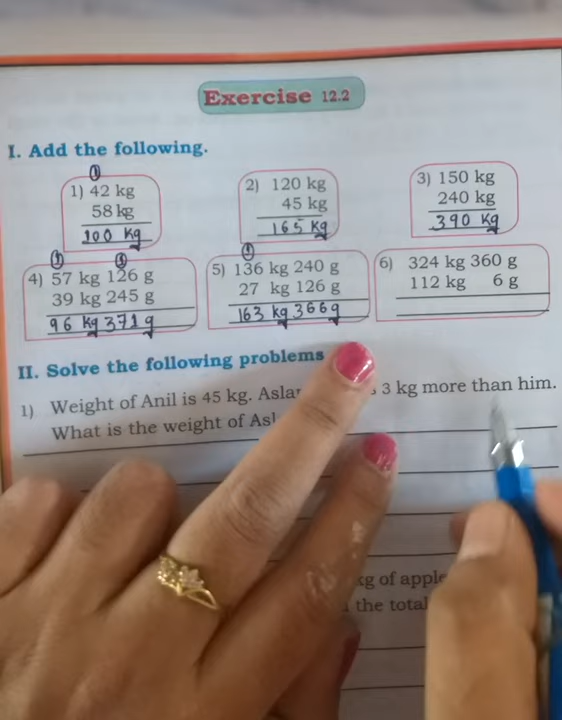 Exercise 12.2
I. Add the following.
1
1) 42 kg
58 kg
100 kg
2) 120 kg
45 kg
165 kg
3) 150 kg
240 kg
390 kg
1 1
4) 57 kg 126 g
39 kg 245 g
96 kg 371 g
1
5) 136 kg 240 g
27 kg 126 g
163 kg 366 g
6) 324 kg 360 g
112 kg 6 g
II. Solve the following problems
1) Weight of Anil is 45 kg. 3 kg more than him.
What is the weight of
kg of
the total